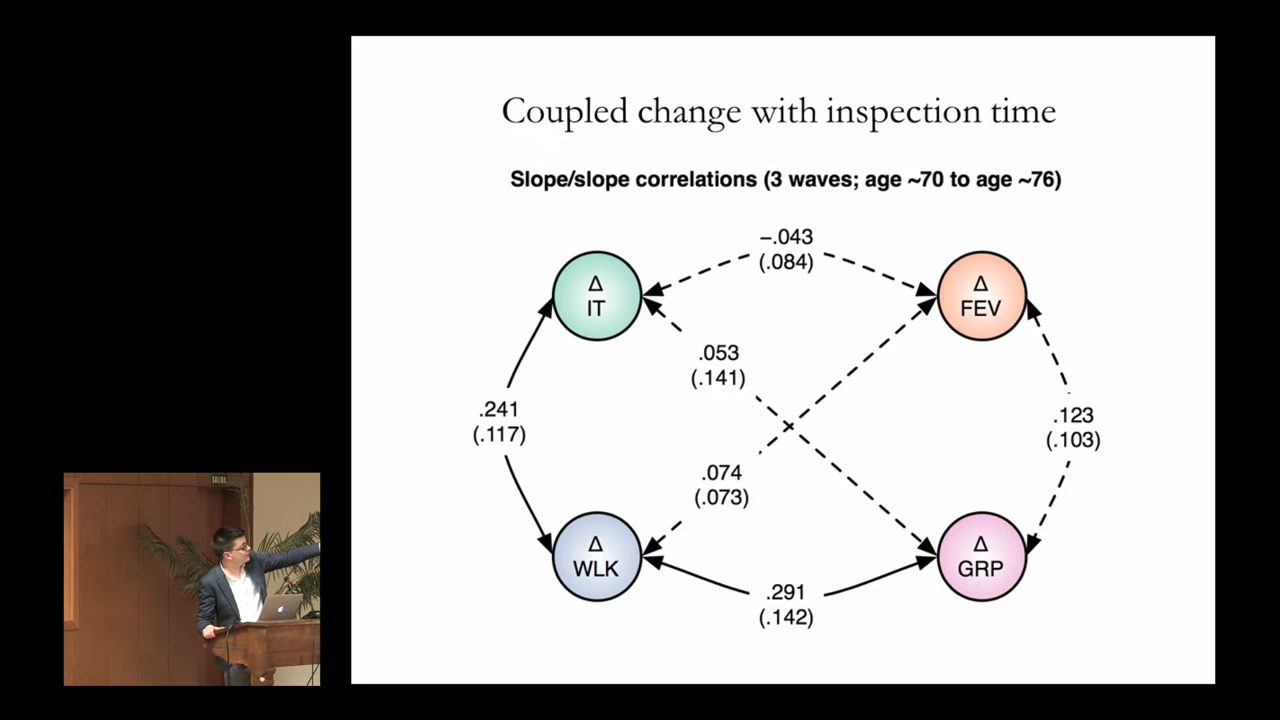 Coupled change with inspection time
Slope/slope correlations (3 waves; age ~70 to age ~76)
–.043
(.084)
Δ
IT
Δ
FEV
.053
(.141)
.241
(.117)
.123
(.103)
.074
(.073)
Δ
WLK
Δ
GRP
.291
(.142)
SALIDA